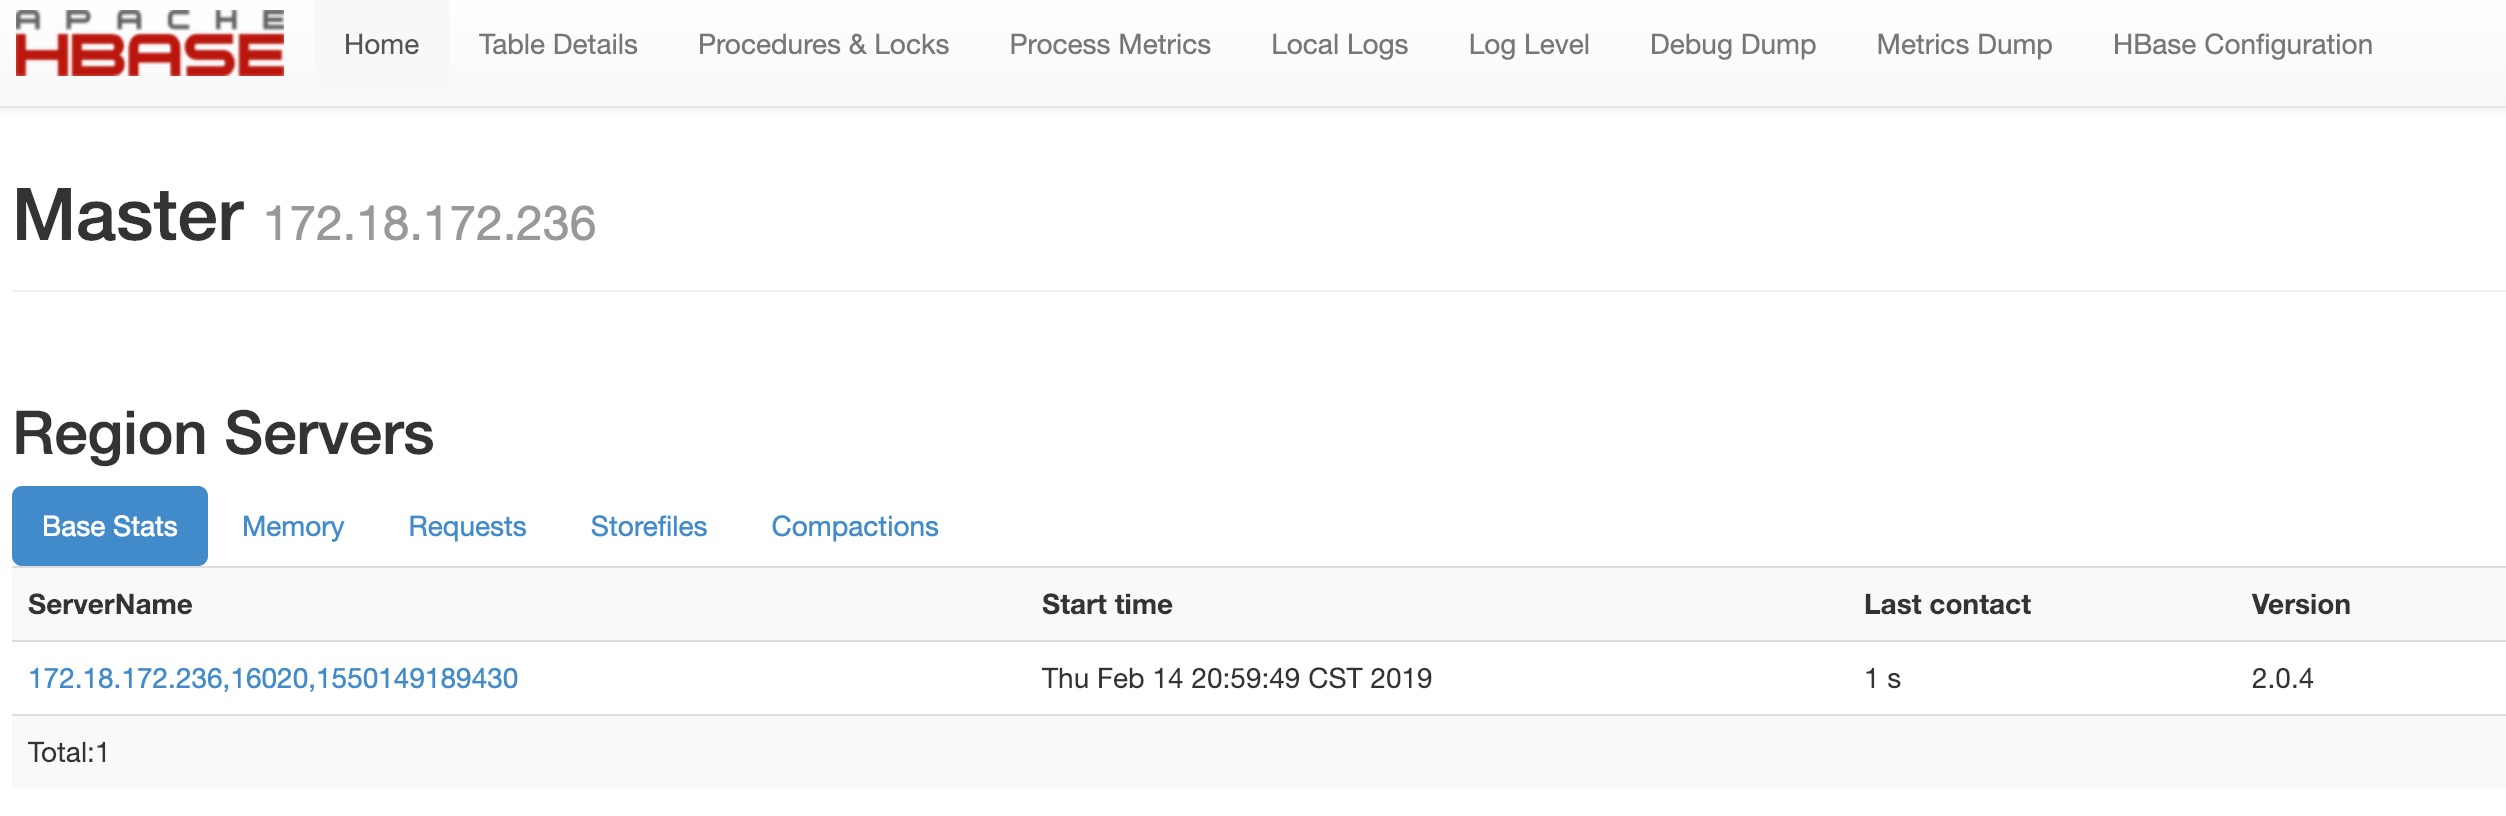 APACHE
HBASE
Home Table Details Procedures & Locks Process Metrics Local Logs Log Level Debug Dump Metrics Dump HBase Configuration
Master 172.18.172.236
Region Servers
Base Stats Memory Requests Storefiles Compactions
ServerName Start time Last contact Version
172.18.172.236,16020,1550149189430 Thu Feb 14 20:59:49 CST 2019 1 s 2.0.4
Total:1